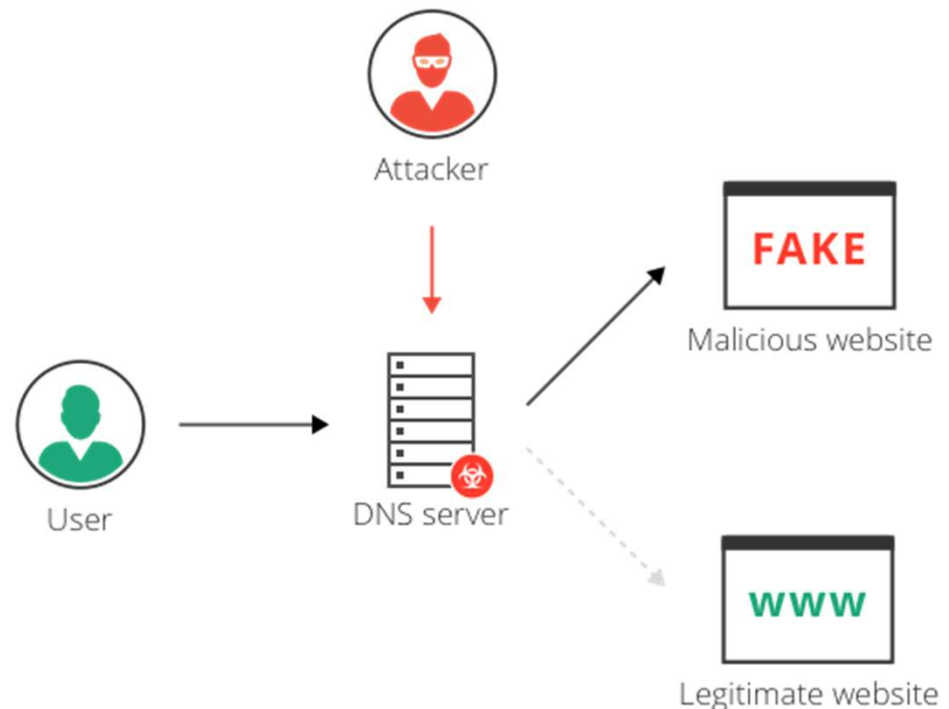 Attacker
FAKE
Malicious website
User
DNS server
www
Legitimate website